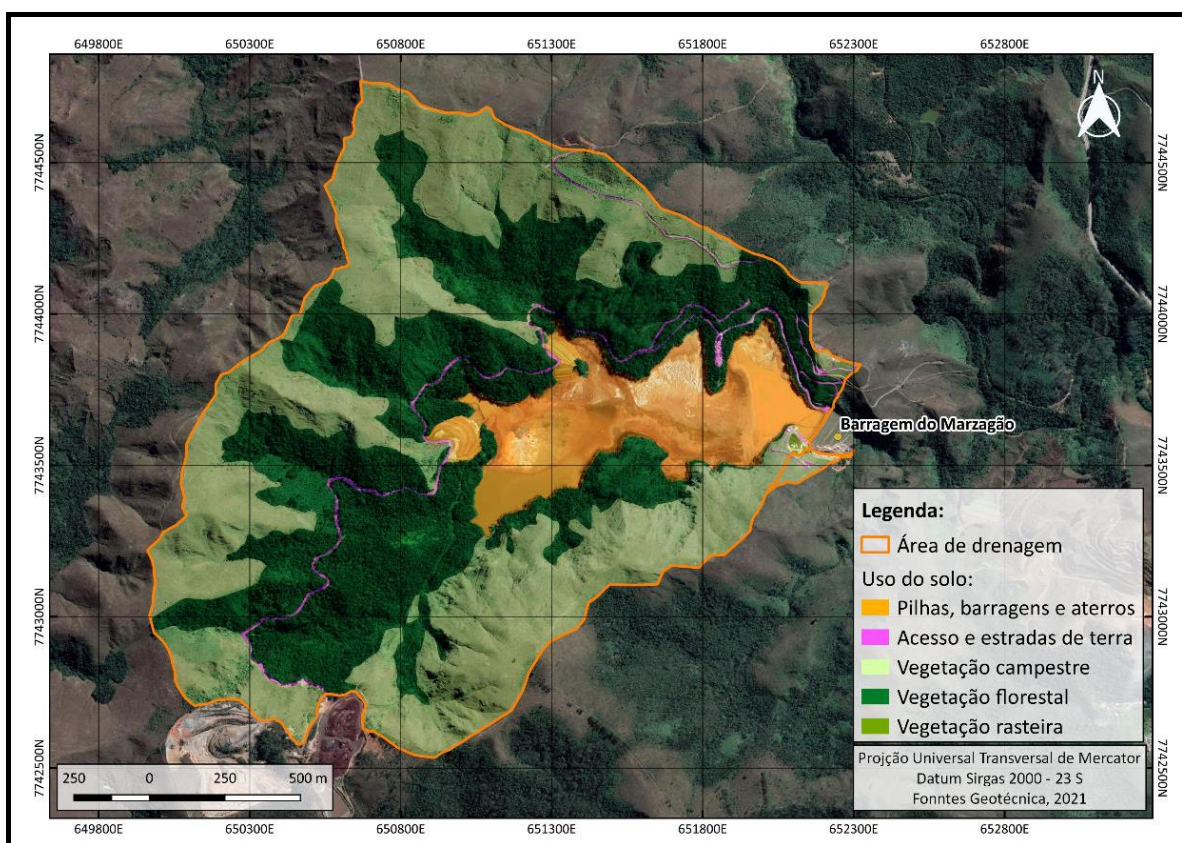 649800E 650300E 650800E 651300E 651800E 652300E 652800E
N
7744500N 7744500N
7744000N 7744000N
Barragem do Marzagão
7743500N 7743500N
Legenda:
Área de drenagem
Uso do solo:
Pilhas, barragens e aterros
7743000N 7743000N
Acesso e estradas de terra
Vegetação campestre
Vegetação florestal
Vegetação rasteira
Projção Universal Transversal de Mercator
Datum Sirgas 2000 - 23 S
Fonntes Geotécnica, 2021
7742500N 7742500N
250 0 250 500 m
649800E 650300E 650800E 651300E 651800E 652300E 652800E